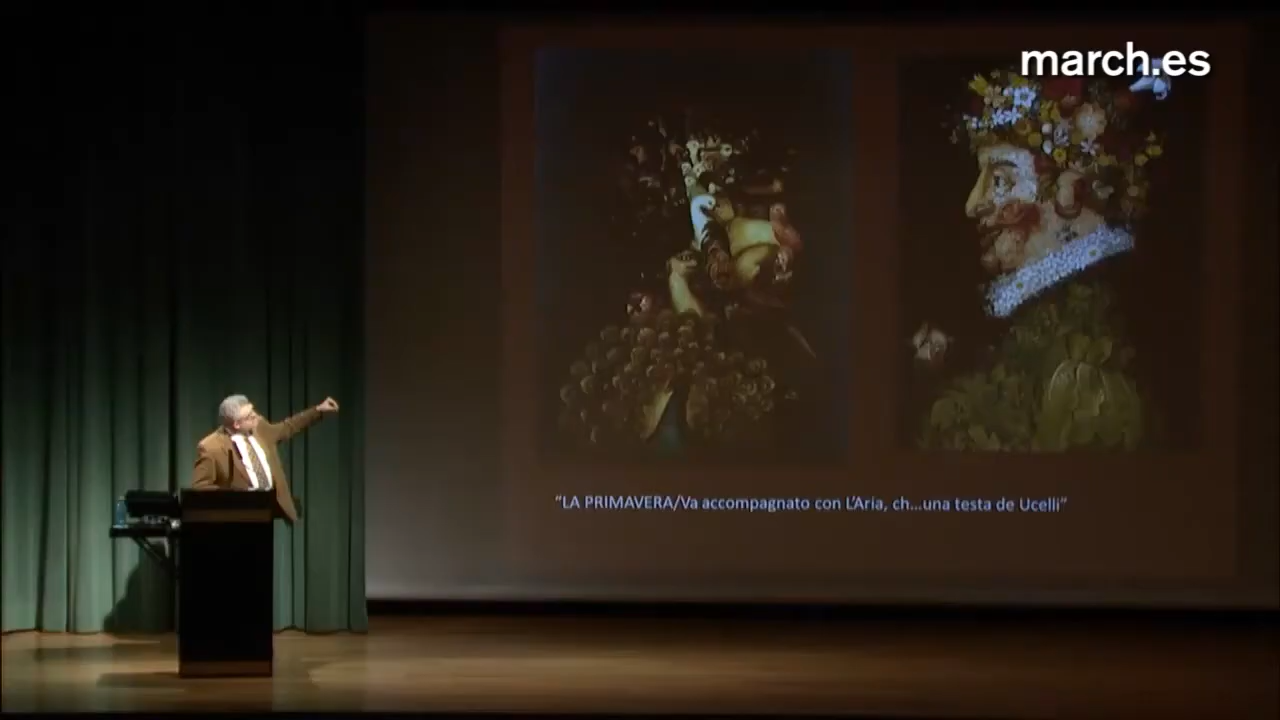 march.es
"LA PRIMAVERA/Va accompagnato con L'Aria, ch...una testa de Ucelli"